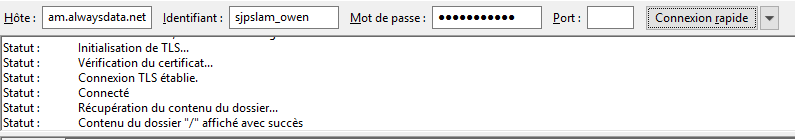 Hôte : am.alwaysdata.net Identifiant : sjpslam_owen Mot de passe : ●●●●●●●●●●● Port : Connexion rapide
Statut : Initialisation de TLS...
Statut : Vérification du certificat...
Statut : Connexion TLS établie.
Statut : Connecté
Statut : Récupération du contenu du dossier...
Statut : Contenu du dossier "/" affiché avec succès